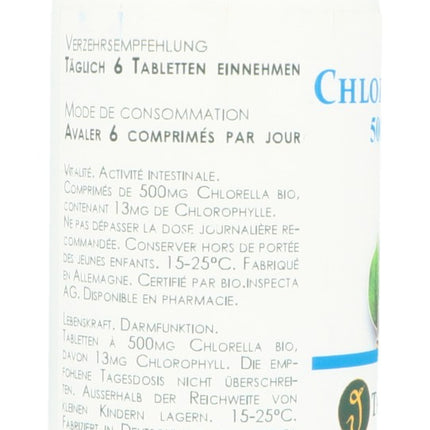 VERZEHRSEMPFEHLUNG
TÄGLICH 6 TABLETTEN EINNEHMEN
MODE DE CONSOMMATION
AVALER 6 COMPRIMÉS PAR JOUR
VITALITÉ. ACTIVITÉ INTESTINALE.
COMPRIMÉS DE 500MG CHLORELLA BIO,
CONTENANT 13MG DE CHLOROPHYLLE.
NE PAS DÉPASSER LA DOSE JOURNALIÈRE RE-
COMMANDÉE. CONSERVER HORS DE PORTÉE
DES JEUNES ENFANTS. 15-25°C. FABRIQUÉ
EN ALLEMAGNE. CERTIFIÉ PAR BIO.INSPECTA
AG. DISPONIBLE EN PHARMACIE.
LEBENSKRAFT. DARMFUNKTION.
TABLETTEN À 500MG CHLORELLA BIO,
DAVON 13MG CHLOROPHYLL. DIE EMP-
FOHLENE TAGESDOSIS NICHT ÜBERSCHREI-
TEN. AUSSERHALB DER REICHWEITE VON
KLEINEN KINDERN LAGERN. 15-25°C.
CHLO
50